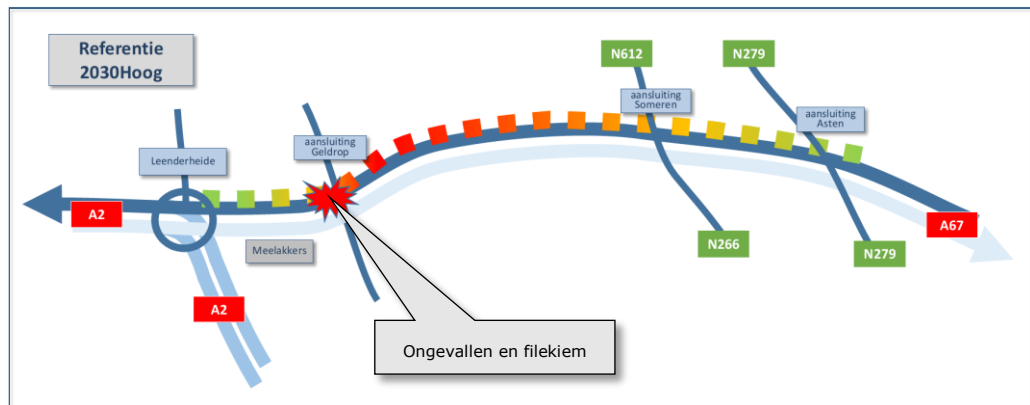 Referentie
2030Hoog
N612
N279
aansluiting
Someren
aansluiting
Asten
aansluiting
Geldrop
Leenderheide
A2
Meelakkers
N266
N279
A67
A2
Ongevallen en filekiem